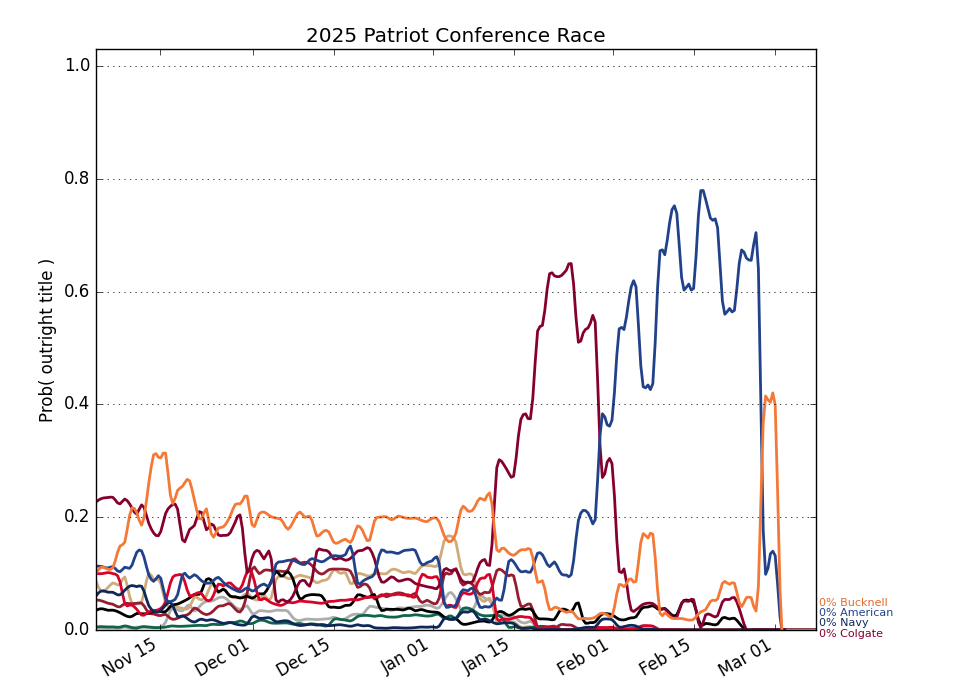 2025 Patriot Conference Race
1.0
0.8
0.6
0.4
0.2
0.0
Prob( outright title )
Nov 15
Dec 01
Dec 15
Jan 01
Jan 15
Feb 01
Feb 15
Mar 01
0% Bucknell
0% American
0% Navy
0% Colgate